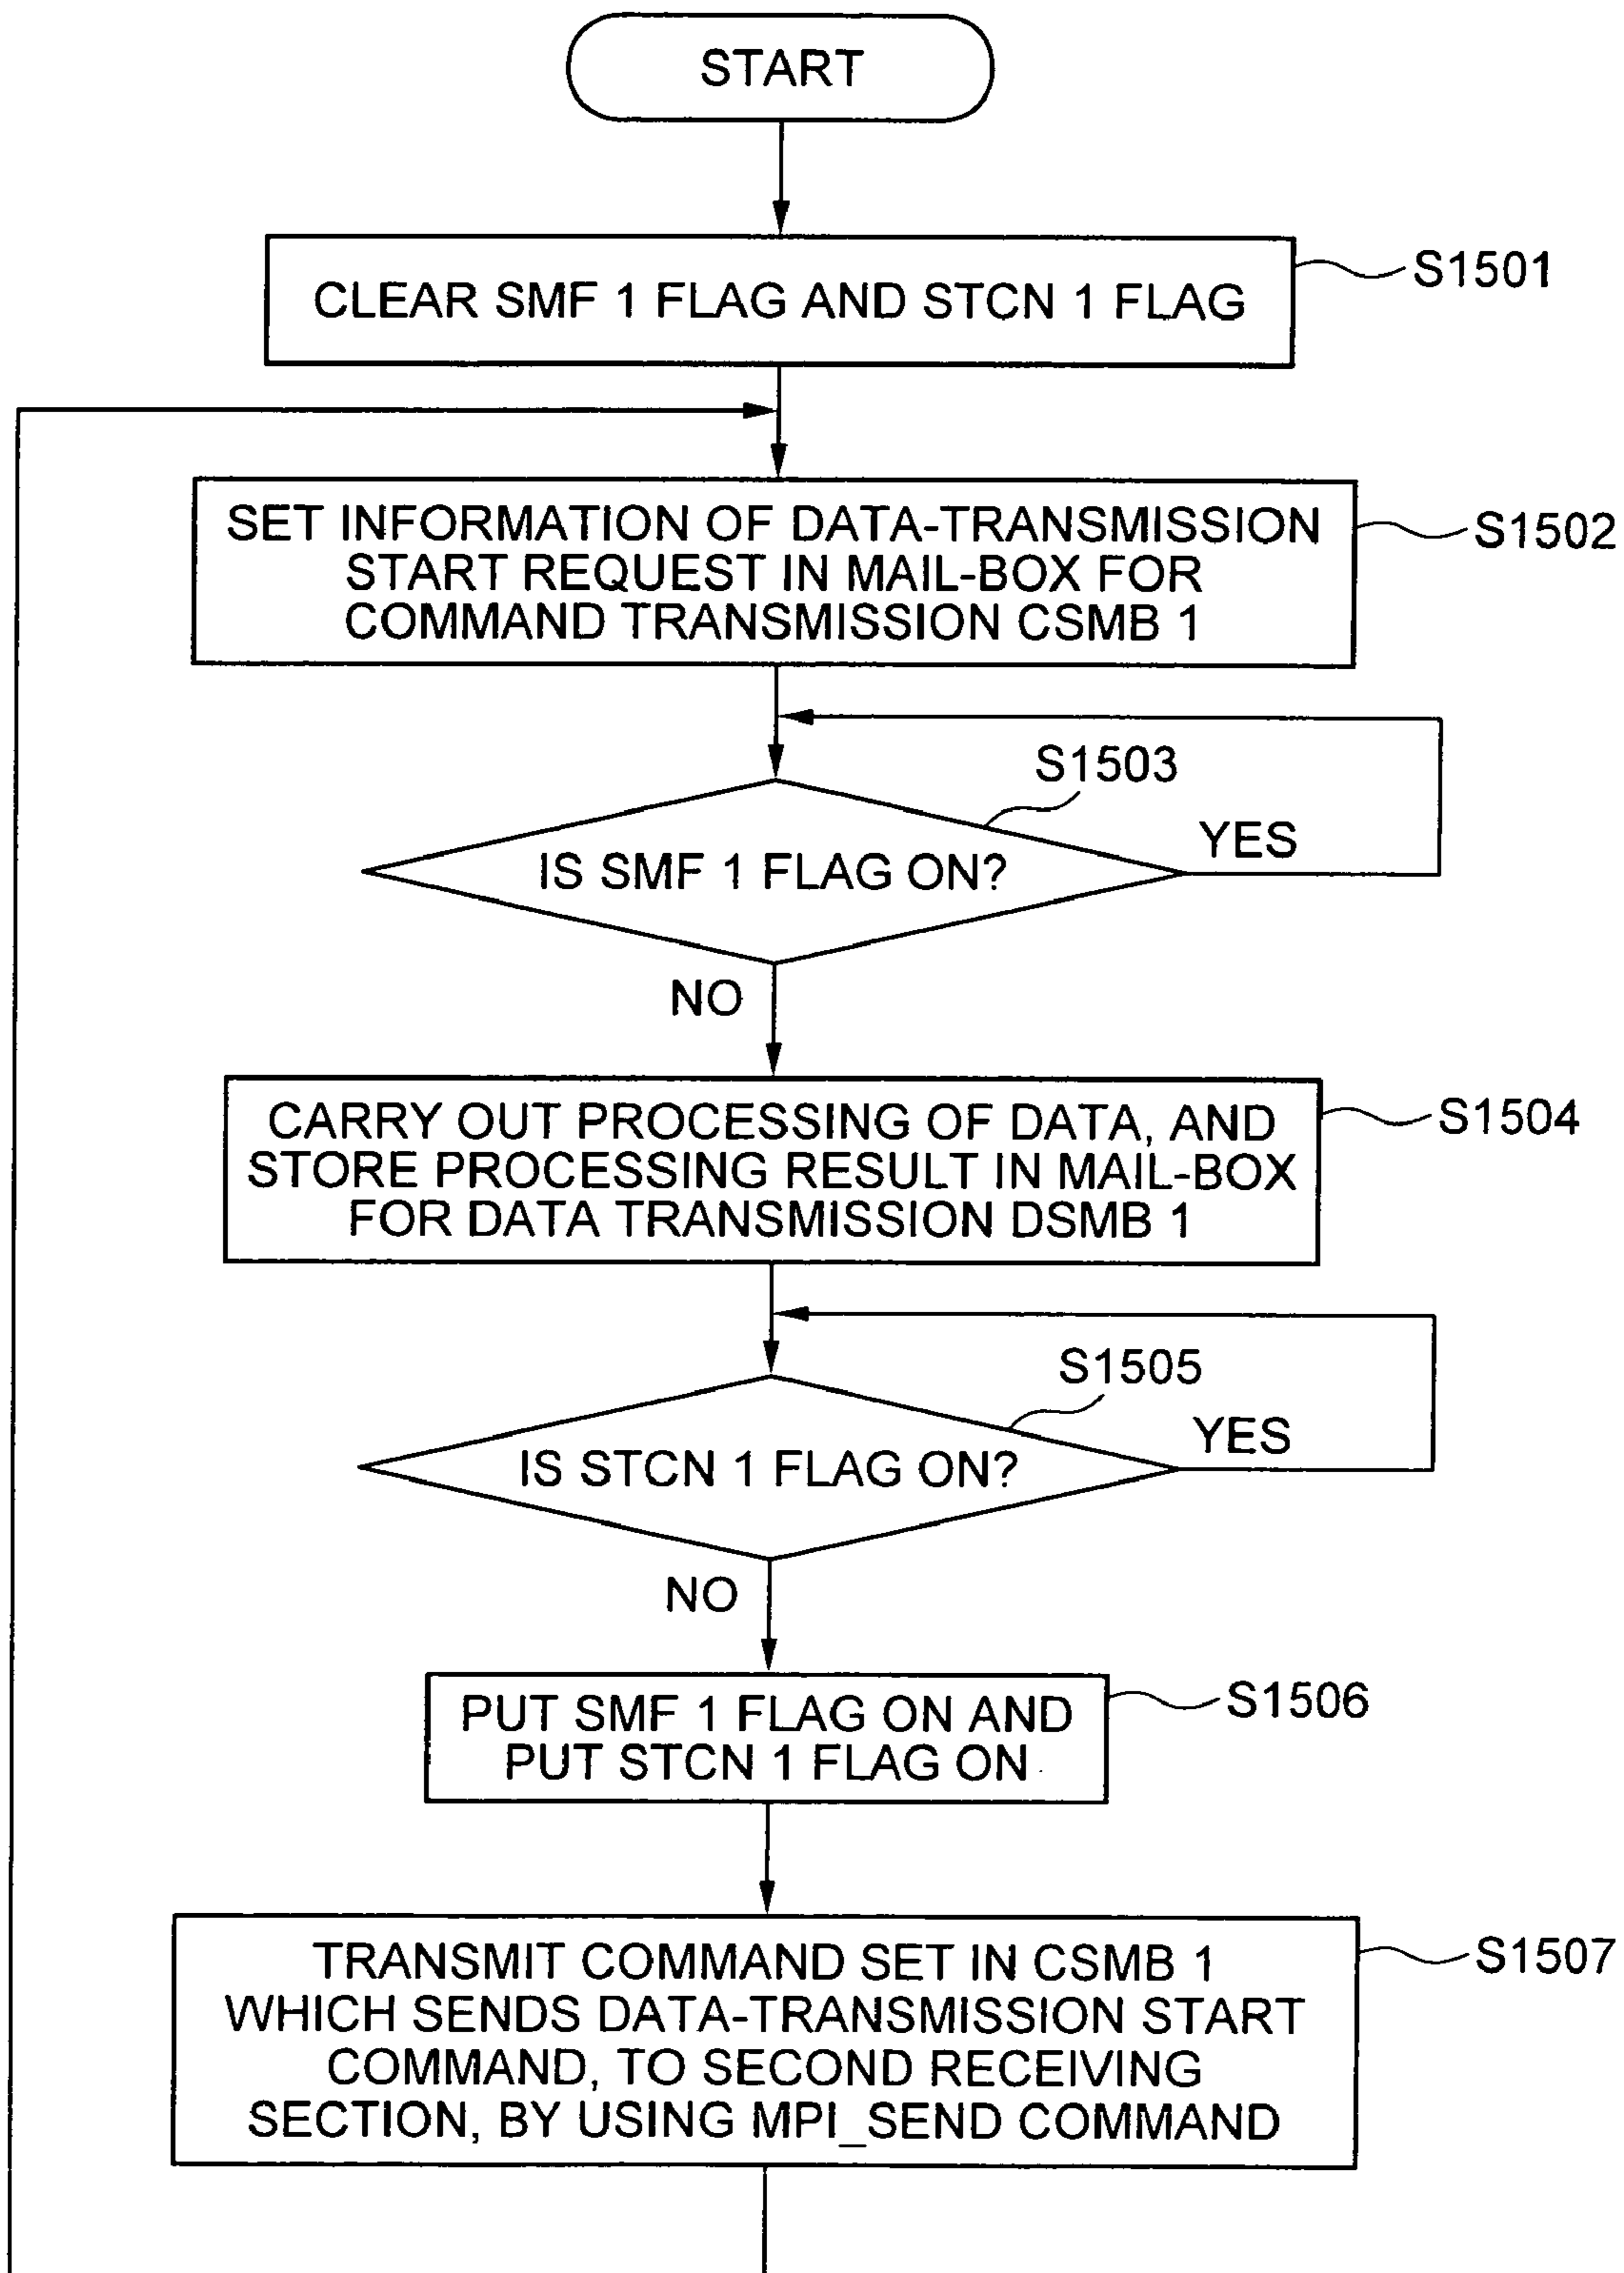 START
CLEAR SMF 1 FLAG AND STCN 1 FLAG
S1501
SET INFORMATION OF DATA-TRANSMISSION
START REQUEST IN MAIL-BOX FOR
COMMAND TRANSMISSION CSMB 1
S1502
S1503
IS SMF 1 FLAG ON?
YES
NO
CARRY OUT PROCESSING OF DATA, AND
STORE PROCESSING RESULT IN MAIL-BOX
FOR DATA TRANSMISSION DSMB 1
S1504
S1505
IS STCN 1 FLAG ON?
YES
NO
PUT SMF 1 FLAG ON AND
PUT STCN 1 FLAG ON
S1506
TRANSMIT COMMAND SET IN CSMB 1
WHICH SENDS DATA-TRANSMISSION START
COMMAND, TO SECOND RECEIVING
SECTION, BY USING MPI_SEND COMMAND
S1507